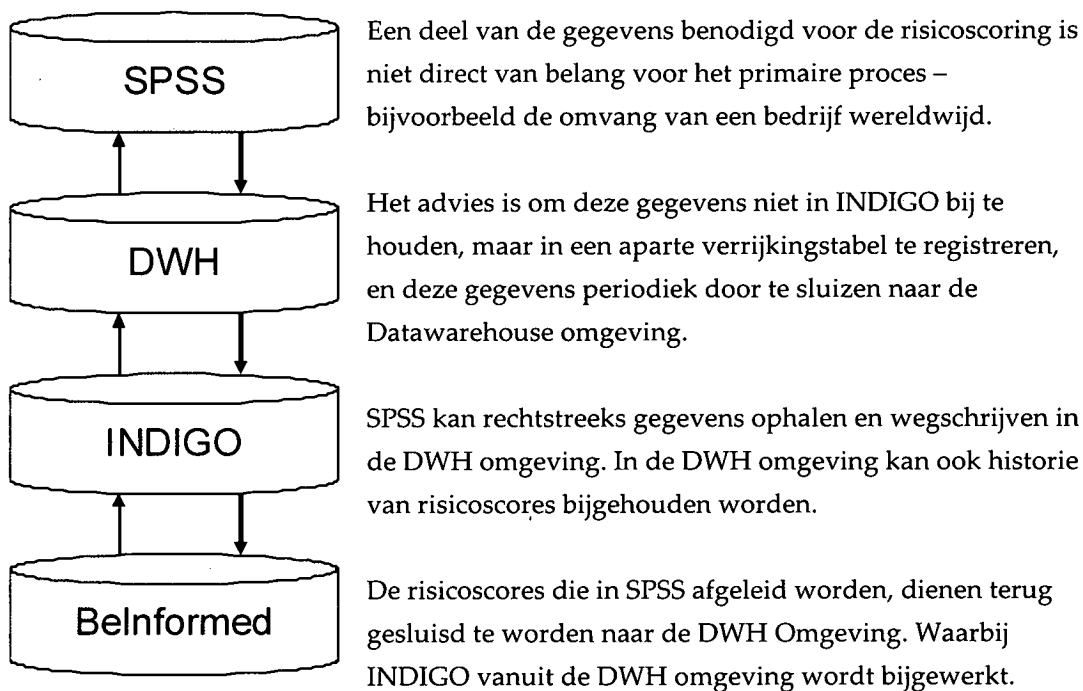 SPSS
DWH
INDIGO
BeInformed
Een deel van de gegevens benodigd voor de risicoscoring is
niet direct van belang voor het primaire proces –
bijvoorbeeld de omvang van een bedrijf wereldwijd.
Het advies is om deze gegevens niet in INDIGO bij te
houden, maar in een aparte verrijkingstabel te registreren,
en deze gegevens periodiek door te sluizen naar de
Datawarehouse omgeving.
SPSS kan rechtstreeks gegevens ophalen en wegschrijven in
de DWH omgeving. In de DWH omgeving kan ook historie
van risicoscores bijgehouden worden.
De risicoscores die in SPSS afgeleid worden, dienen terug
gesluisd te worden naar de DWH Omgeving. Waarbij
INDIGO vanuit de DWH omgeving wordt bijgewerkt.